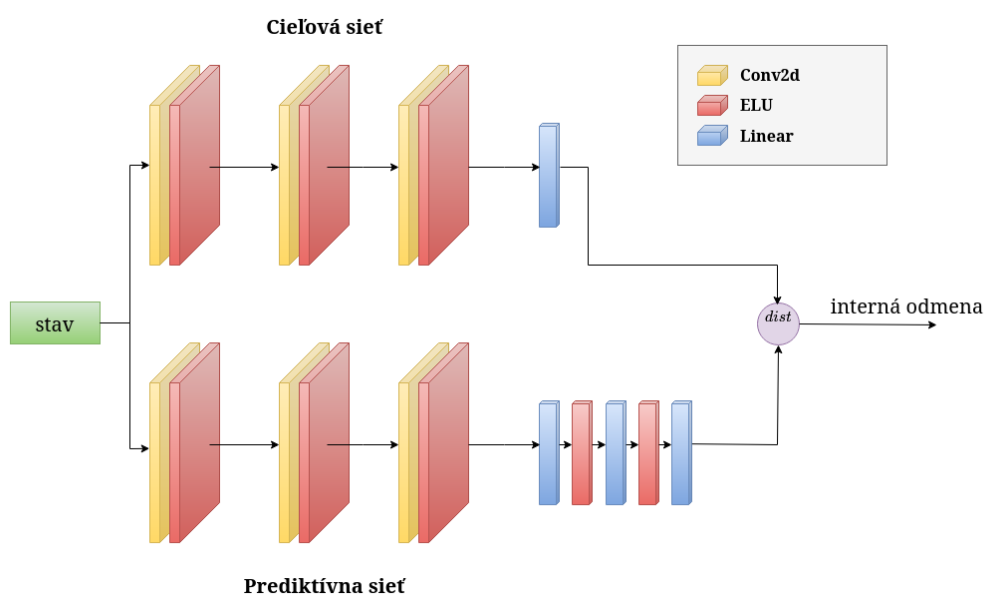 Cieľová sieť
Conv2d
ELU
Linear
stav
dist
interná odmena
Prediktívna sieť